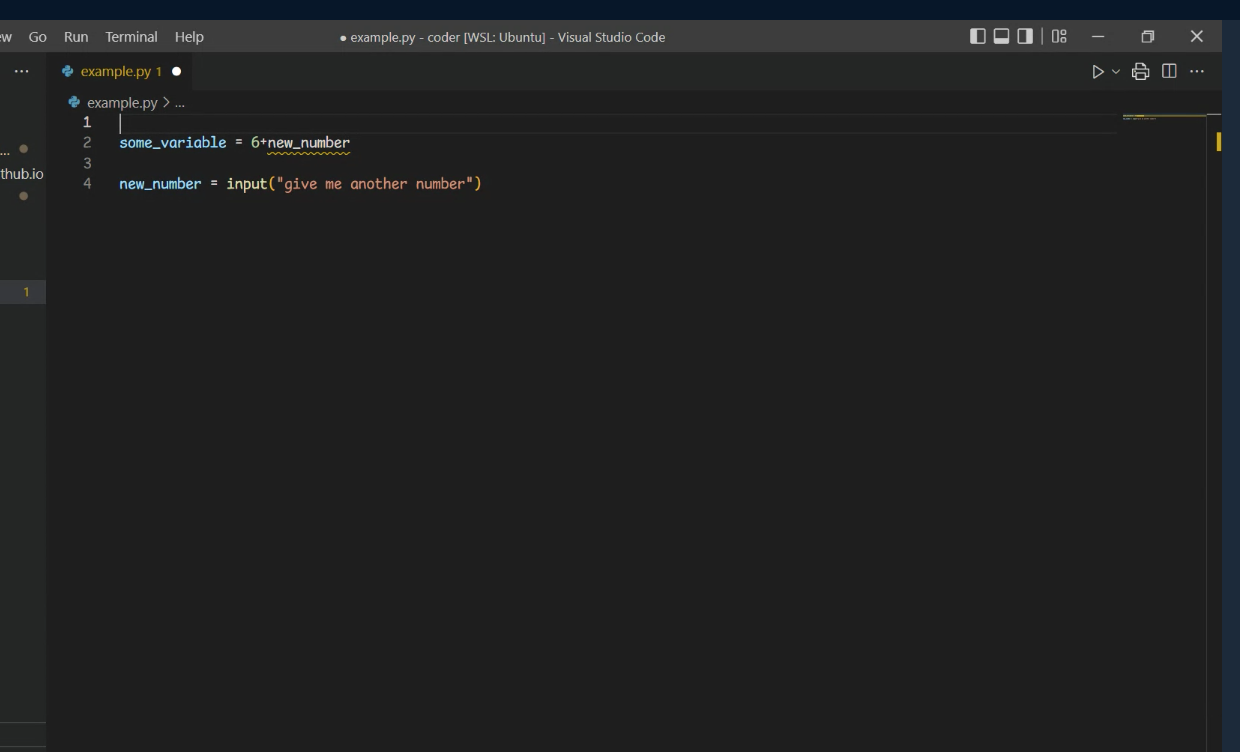 ew Go Run Terminal Help ● example.py - coder [WSL: Ubuntu] - Visual Studio Code
... example.py 1 ●
example.py > ...
1
2 some_variable = 6+new_number
...
3
thub.io
4 new_number = input("give me another number")
1